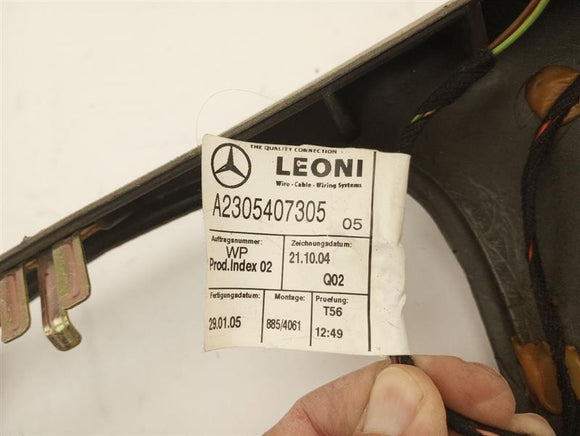 THE QUALITY CONNECTION
LEONI
Wire - Cable - Wiring Systems
A2305407305 05
Auftragsnummer:
WP
Prod.Index 02
Zeichnungsdatum:
21.10.04
Q02
Fertigungsdatum:
29.01.05
Montage:
885/4061
Pruefung:
T56
12:49